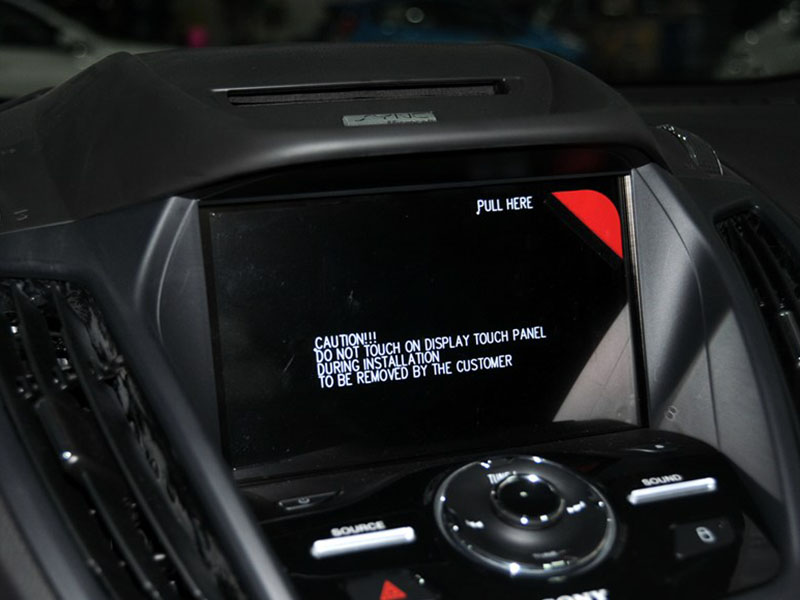 PULL HERE
CAUTION!!!
DO NOT TOUCH ON DISPLAY TOUCH PANEL
DURING INSTALLATION
TO BE REMOVED BY THE CUSTOMER
SOUND
SOURCE
SONY